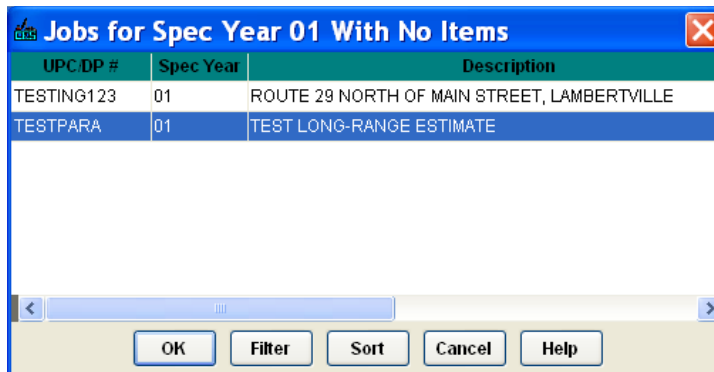 Jobs for Spec Year 01 With No Items
UPC/DP # Spec Year Description
TESTING123 01 ROUTE 29 NORTH OF MAIN STREET, LAMBERTVILLE
TESTPARA 01 TEST LONG-RANGE ESTIMATE
OK Filter Sort Cancel Help